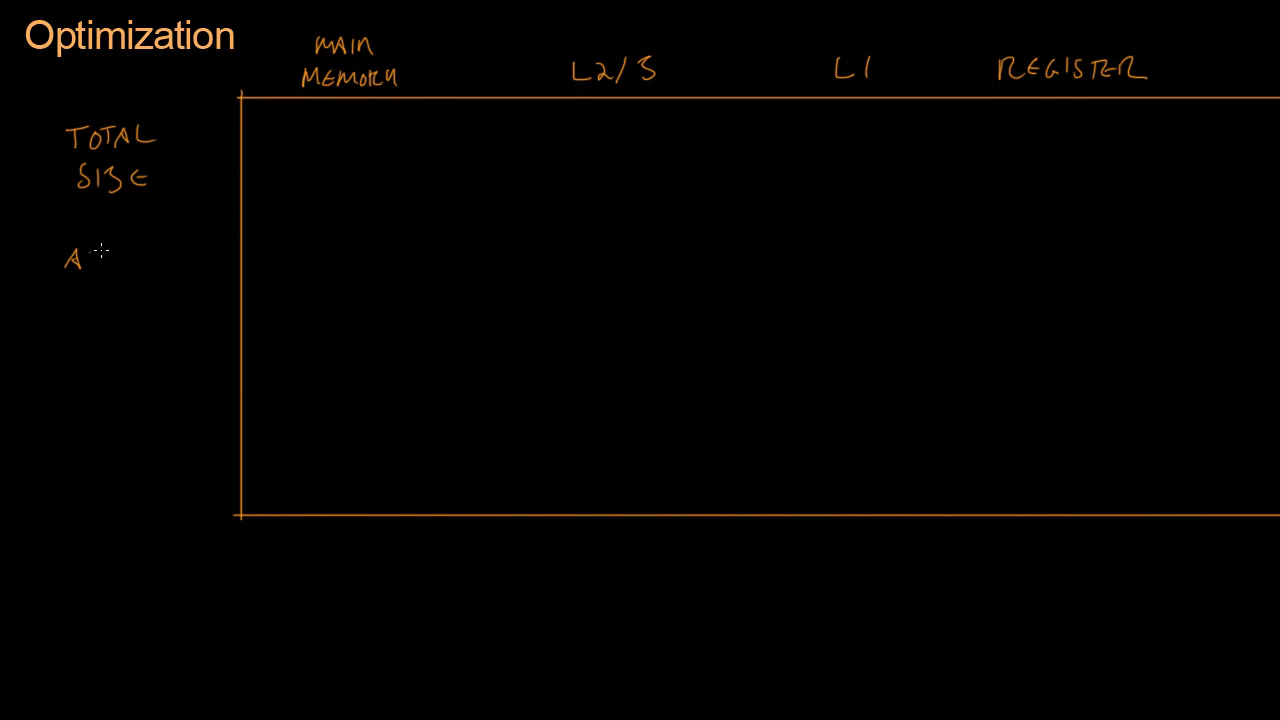 Optimization
MAIN
MEMORY
L2/3
L1
REGISTER
TOTAL
SIZE
A